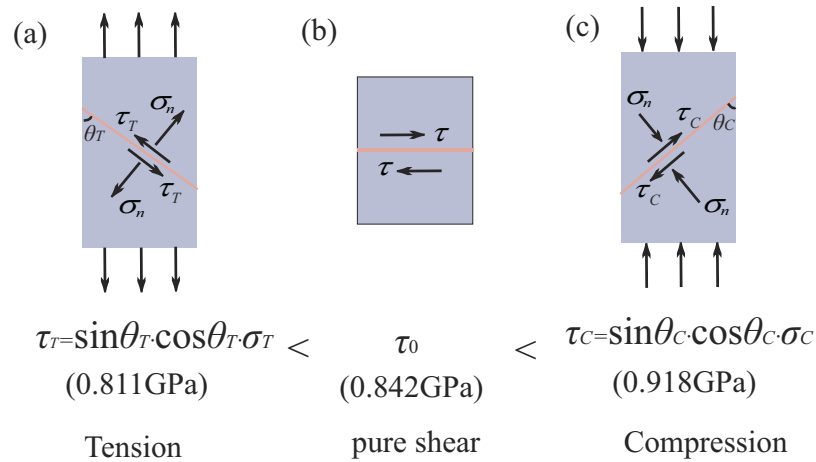 (a)
(b)
(c)
σn
τT
θT
τT
σn
τ
τ
σn
τC
θC
τC
σn
τT=sinθT·cosθT·σT < τ0 < τC=sinθC·cosθC·σC
(0.811GPa) (0.842GPa) (0.918GPa)
Tension pure shear Compression